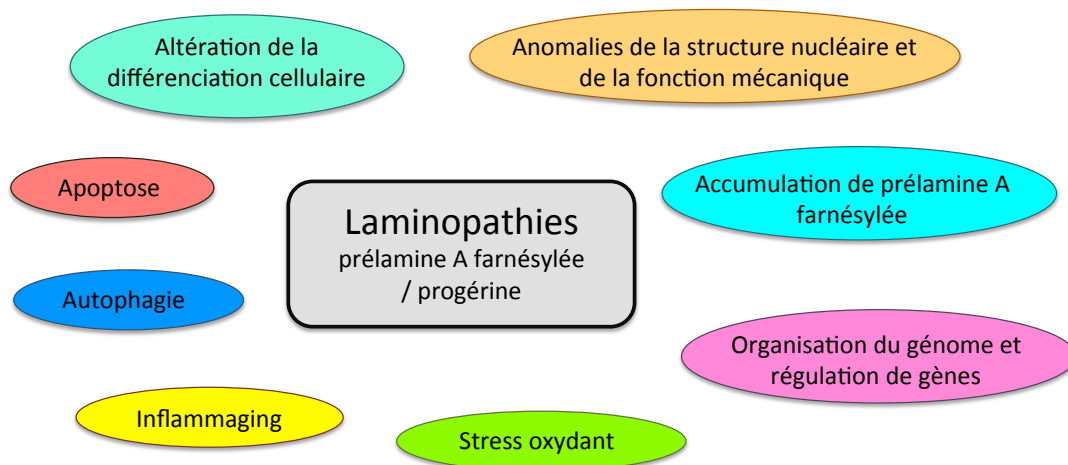 Altération de la
différenciation cellulaire
Anomalies de la structure nucléaire et
de la fonction mécanique
Apoptose
Laminopathies
prélamine A farnésylée
/ progérine
Accumulation de prélamine A
farnésylée
Autophagie
Organisation du génome et
régulation de gènes
Inflammaging
Stress oxydant